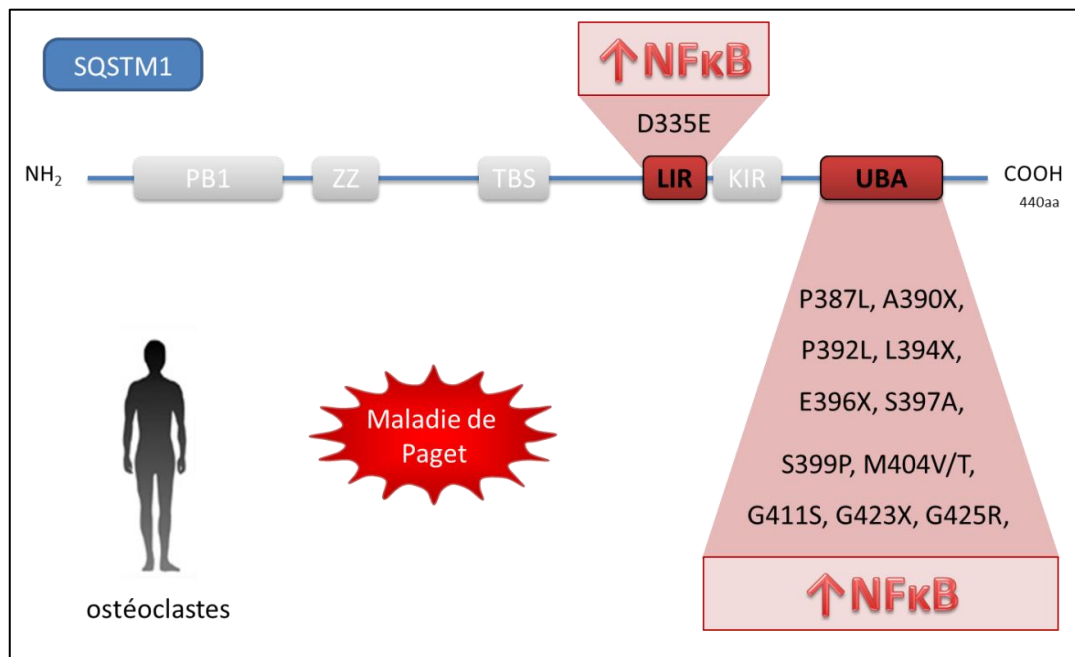 SQSTM1
↑NFκB
D335E
NH₂ PB1 ZZ TBS LIR KIR UBA COOH
440aa
P387L, A390X,
P392L, L394X,
E396X, S397A,
S399P, M404V/T,
G411S, G423X, G425R,
Maladie de
Paget
↑NFκB
ostéoclastes